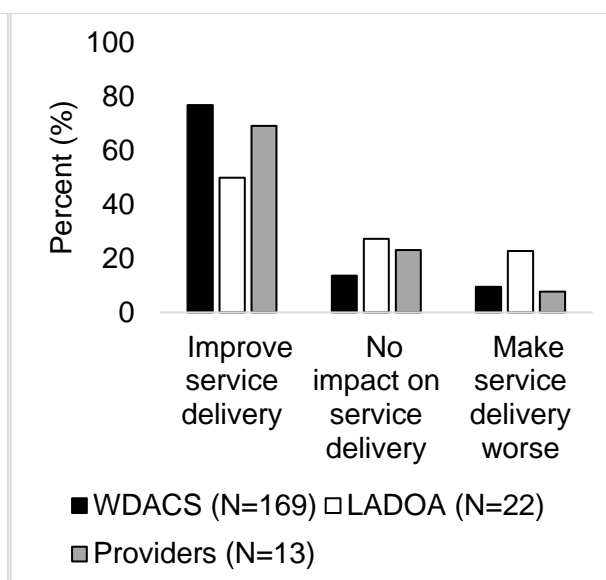 100
80
60
40
20
0
Percent (%)
Improve service delivery
No impact on service delivery
Make service delivery worse
WDACS (N=169) LADOA (N=22)
Providers (N=13)